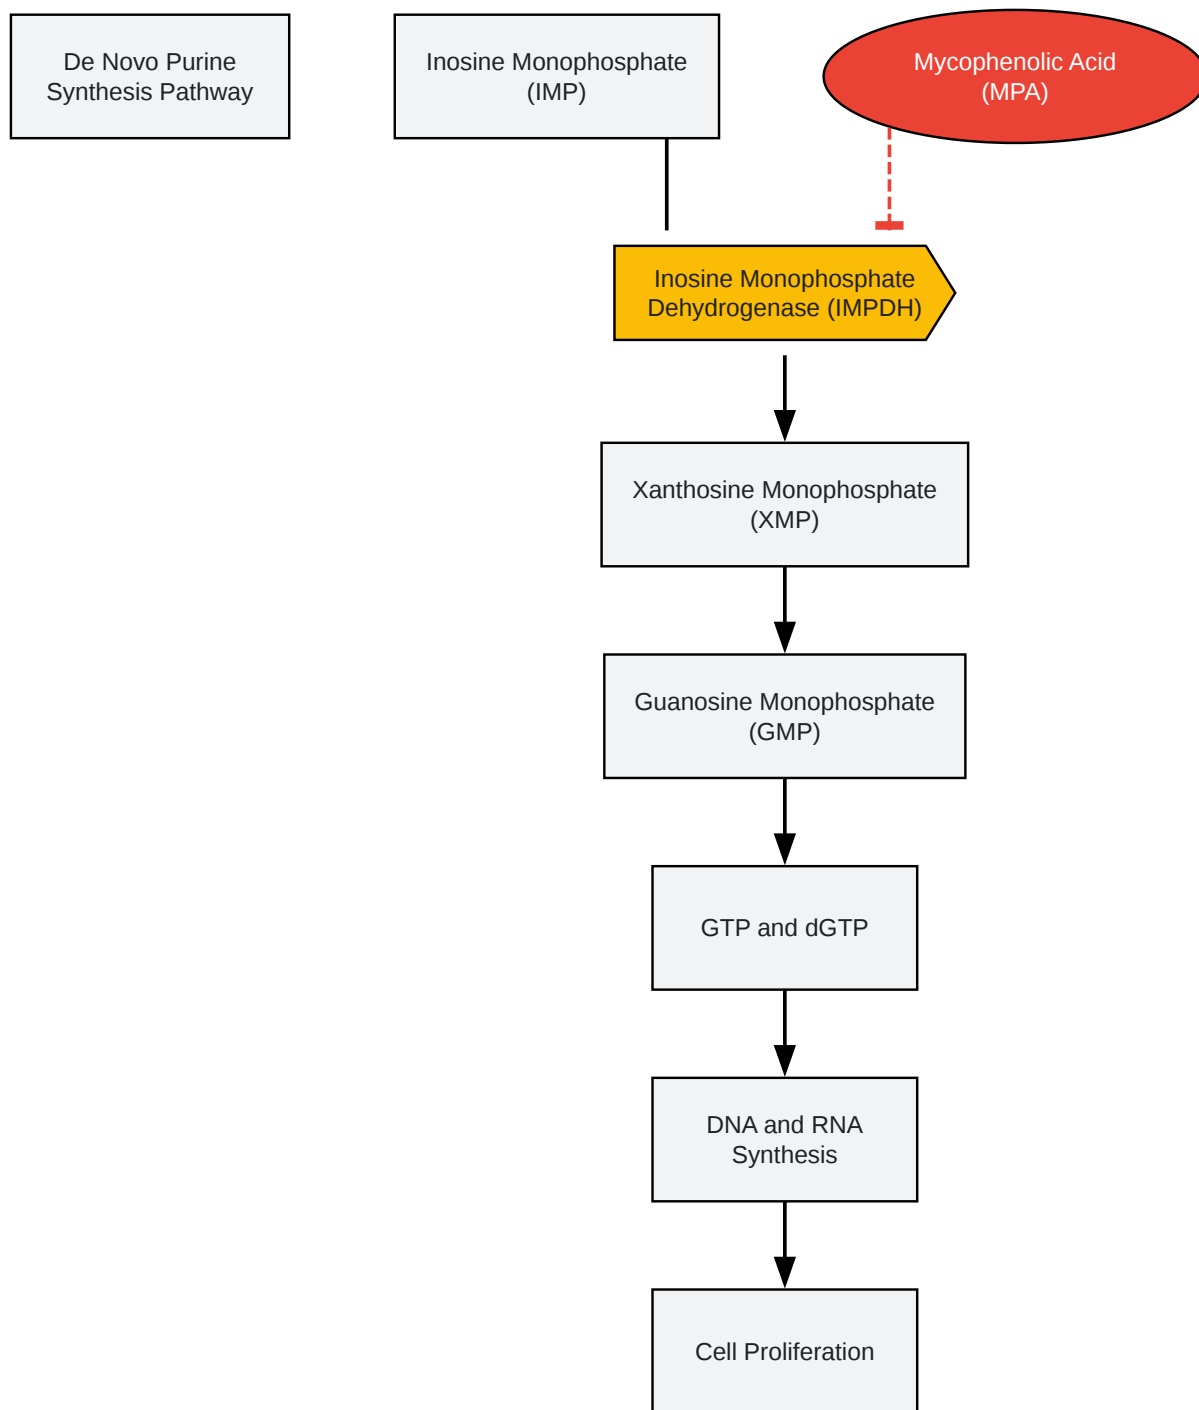 De Novo Purine
Synthesis Pathway
Inosine Monophosphate
(IMP)
Mycophenolic Acid
(MPA)
Inosine Monophosphate
Dehydrogenase (IMPDH)
Xanthosine Monophosphate
(XMP)
Guanosine Monophosphate
(GMP)
GTP and dGTP
DNA and RNA
Synthesis
Cell Proliferation